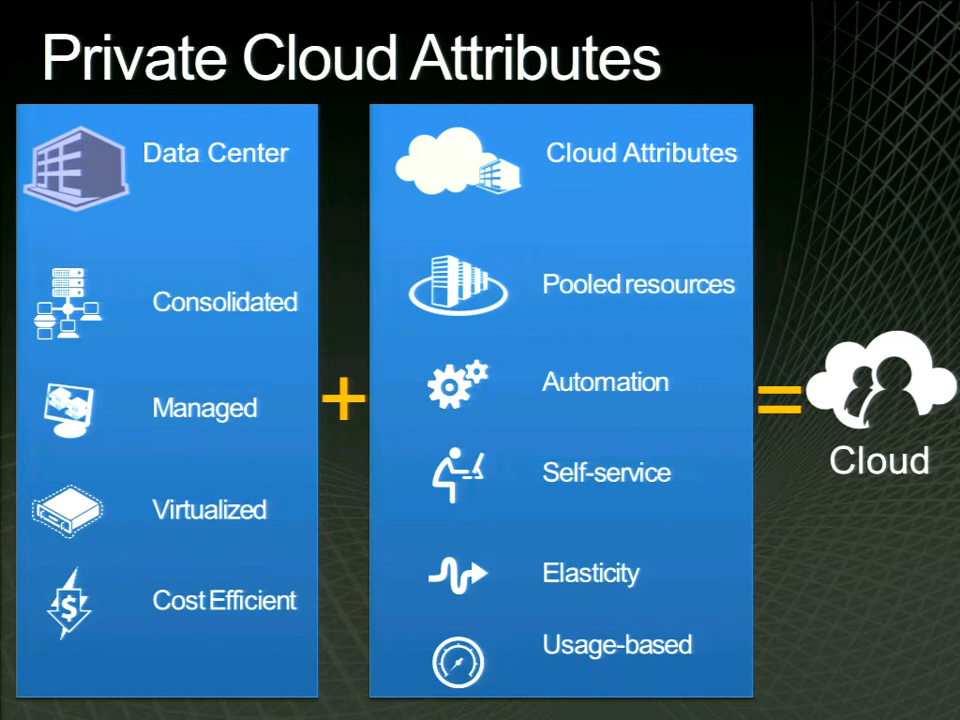 Private Cloud Attributes
Data Center
Consolidated
Managed
Virtualized
$
Cost Efficient
+
Cloud Attributes
Pooled resources
Automation
Self-service
Elasticity
Usage-based
=
Cloud